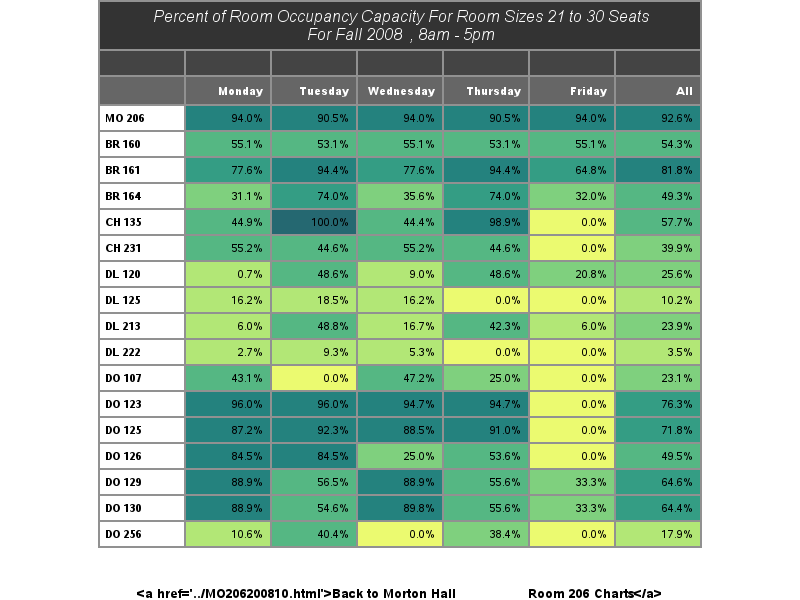 Percent of Room Occupancy Capacity For Room Sizes 21 to 30 Seats
For Fall 2008 , 8am - 5pm
Monday Tuesday Wednesday Thursday Friday All
MO 206 94.0% 90.5% 94.0% 90.5% 94.0% 92.6%
BR 160 55.1% 53.1% 55.1% 53.1% 55.1% 54.3%
BR 161 77.6% 94.4% 77.6% 94.4% 64.8% 81.8%
BR 164 31.1% 74.0% 35.6% 74.0% 32.0% 49.3%
CH 135 44.9% 100.0% 44.4% 98.9% 0.0% 57.7%
CH 231 55.2% 44.6% 55.2% 44.6% 0.0% 39.9%
DL 120 0.7% 48.6% 9.0% 48.6% 20.8% 25.6%
DL 125 16.2% 18.5% 16.2% 0.0% 0.0% 10.2%
DL 213 6.0% 48.8% 16.7% 42.3% 6.0% 23.9%
DL 222 2.7% 9.3% 5.3% 0.0% 0.0% 3.5%
DO 107 43.1% 0.0% 47.2% 25.0% 0.0% 23.1%
DO 123 96.0% 96.0% 94.7% 94.7% 0.0% 76.3%
DO 125 87.2% 92.3% 88.5% 91.0% 0.0% 71.8%
DO 126 84.5% 84.5% 25.0% 53.6% 0.0% 49.5%
DO 129 88.9% 56.5% 88.9% 55.6% 33.3% 64.6%
DO 130 88.9% 54.6% 89.8% 55.6% 33.3% 64.4%
DO 256 10.6% 40.4% 0.0% 38.4% 0.0% 17.9%
<a href='../MO206200810.html'>Back to Morton Hall Room 206 Charts</a>